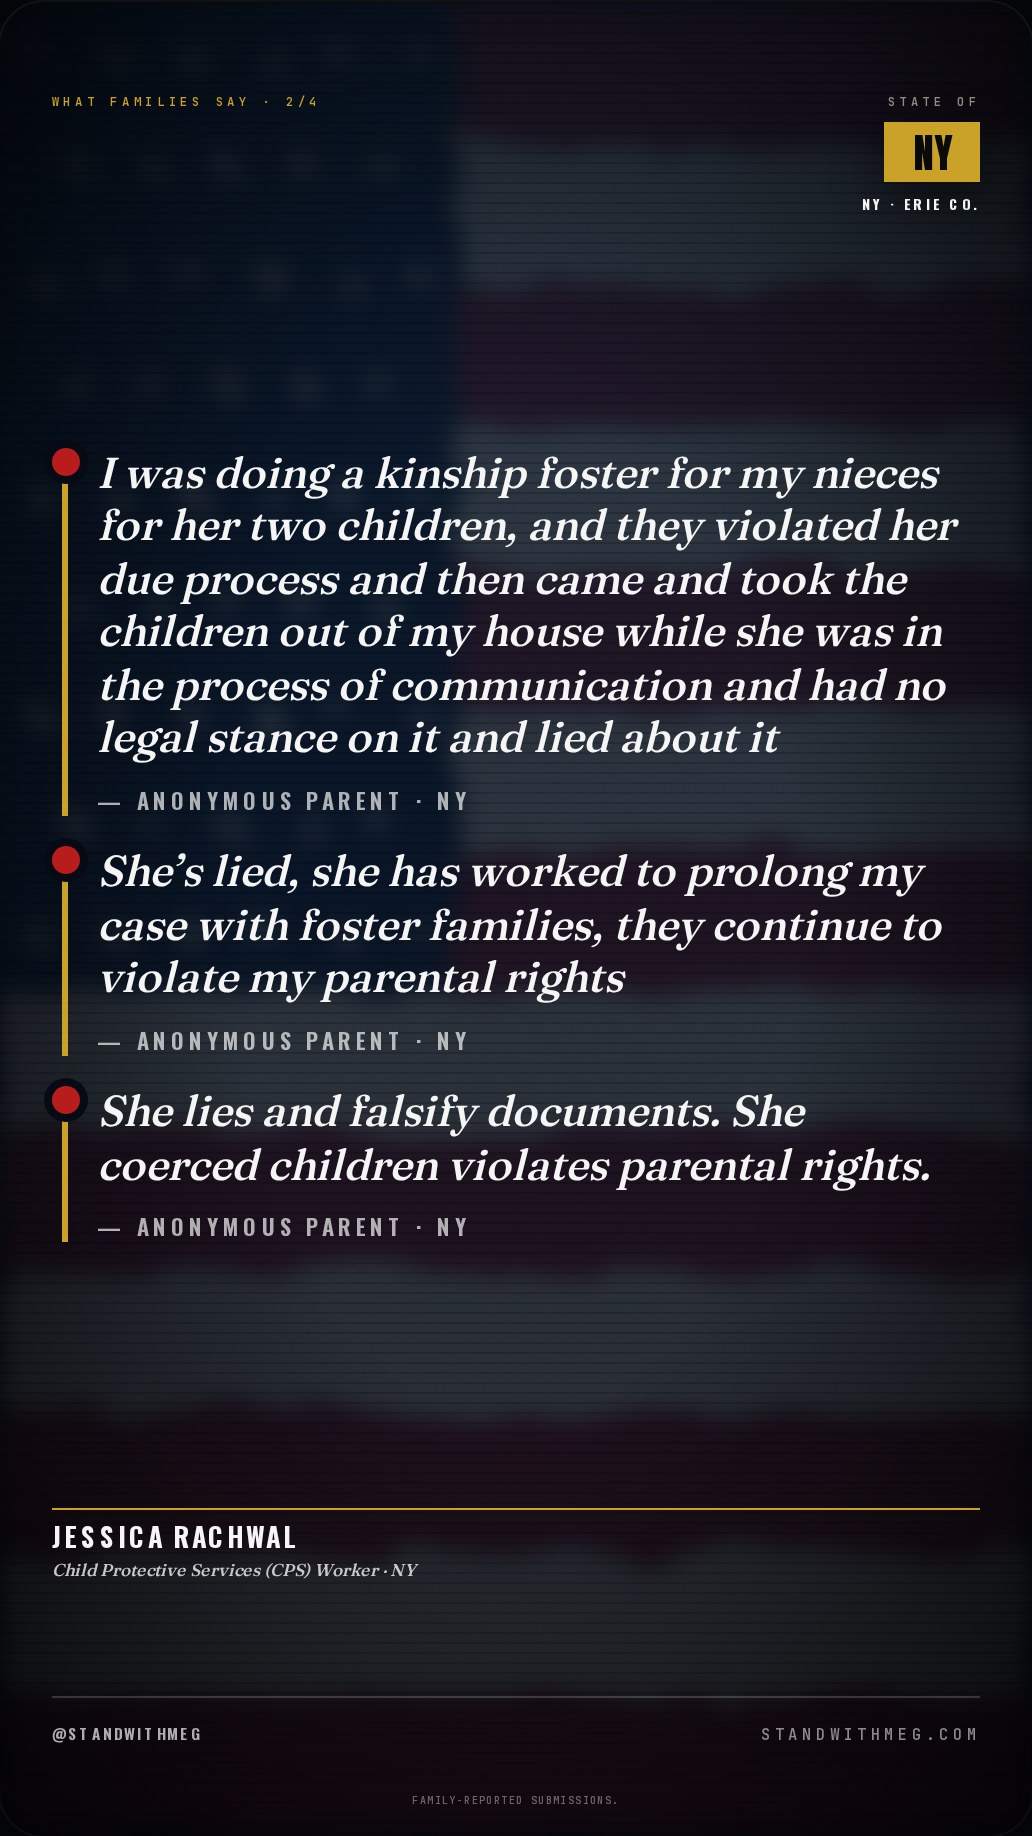 WHAT FAMILIES SAY · 2/4
STATE OF
NY
NY · ERIE CO.
I was doing a kinship foster for my nieces
for her two children, and they violated her
due process and then came and took the
children out of my house while she was in
the process of communication and had no
legal stance on it and lied about it
— ANONYMOUS PARENT · NY
She’s lied, she has worked to prolong my
case with foster families, they continue to
violate my parental rights
— ANONYMOUS PARENT · NY
She lies and falsify documents. She
coerced children violates parental rights.
— ANONYMOUS PARENT · NY
JESSICA RACHWAL
Child Protective Services (CPS) Worker · NY
@STANDWITHMEG
STANDWITHMEG.COM
FAMILY-REPORTED SUBMISSIONS.